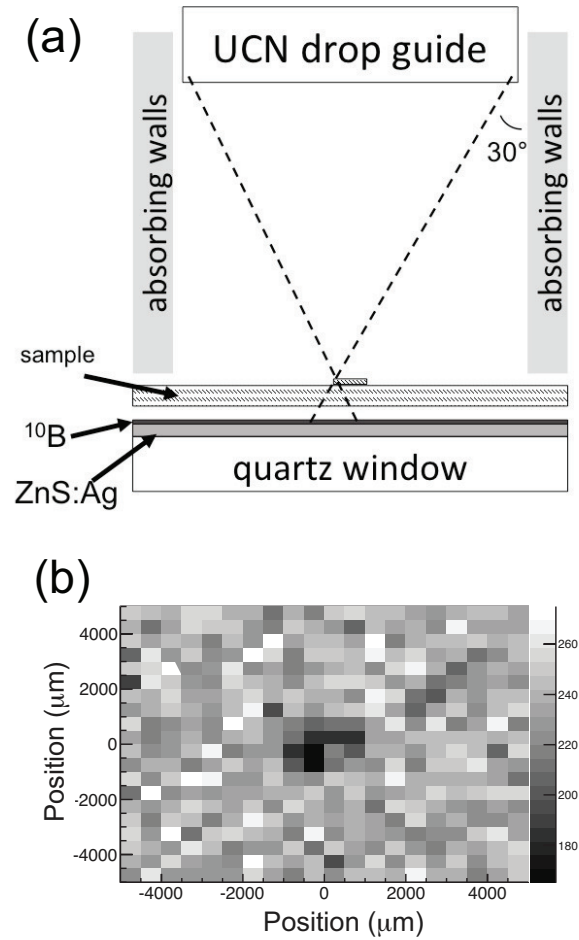 (a)
UCN drop guide
absorbing walls
absorbing walls
30°
sample
¹⁰B
ZnS:Ag
quartz window
(b)
Position (μm)
4000
2000
0
-2000
-4000
260
240
220
200
180
-4000 -2000 0 2000 4000
Position (μm)